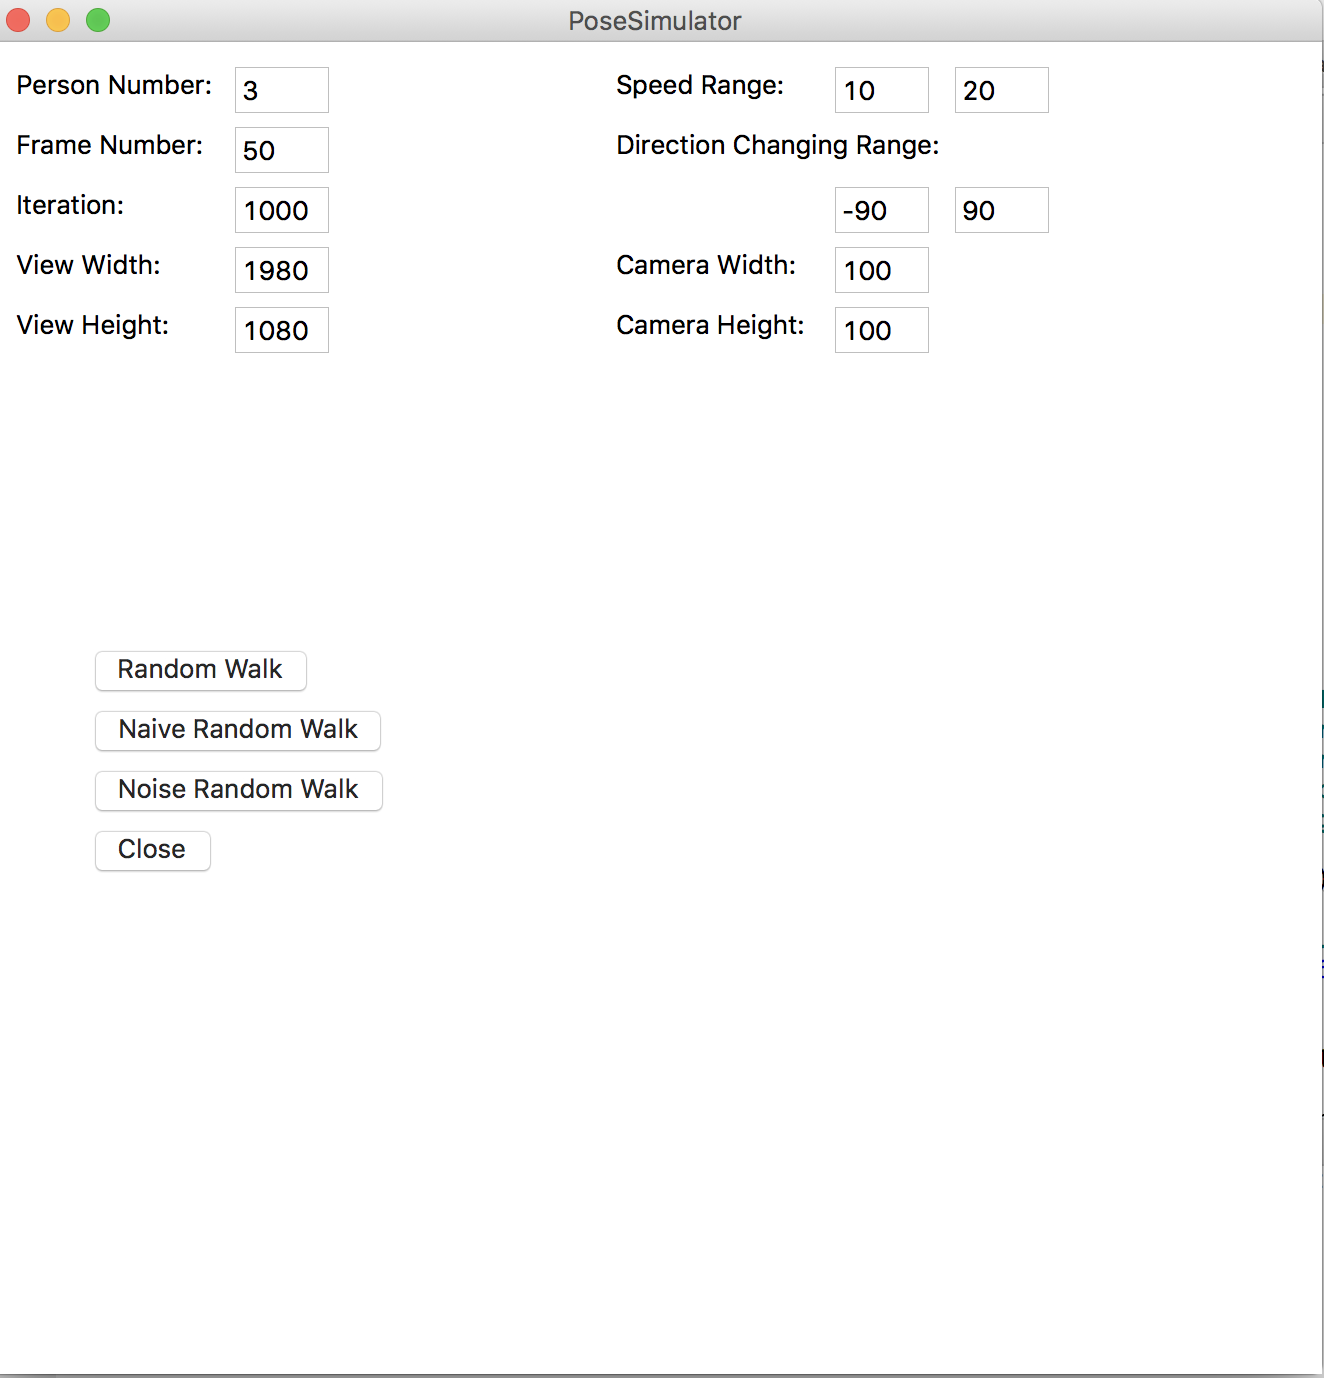 PoseSimulator
Person Number: 3 Speed Range: 10 20
Frame Number: 50 Direction Changing Range:
Iteration: 1000 -90 90
View Width: 1980 Camera Width: 100
View Height: 1080 Camera Height: 100
Random Walk
Naive Random Walk
Noise Random Walk
Close